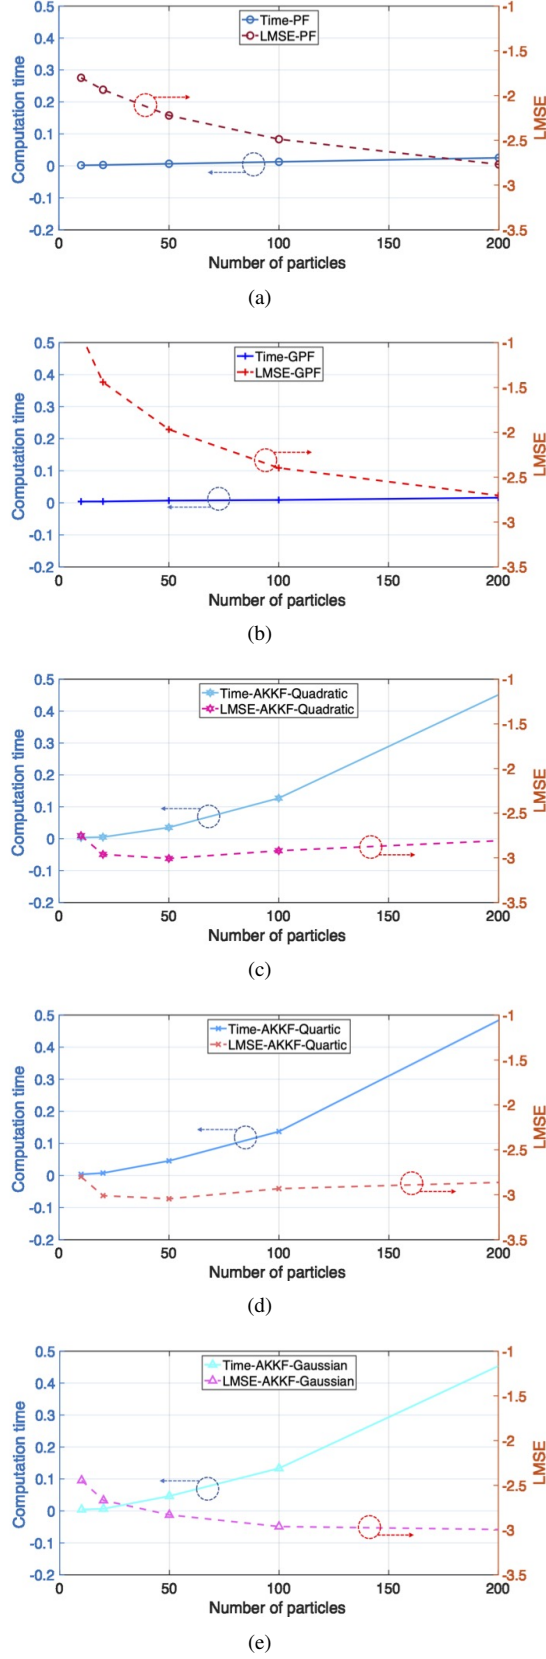 Time-PF
LMSE-PF
Computation time
0.5
0.4
0.3
0.2
0.1
0
-0.1
-0.2
-1
-1.5
-2
-2.5
-3
-3.5
LMSE
0 50 100 150 200
Number of particles
(a)
Time-GPF
LMSE-GPF
Computation time
0.5
0.4
0.3
0.2
0.1
0
-0.1
-0.2
-1
-1.5
-2
-2.5
-3
-3.5
LMSE
0 50 100 150 200
Number of particles
(b)
Time-AKKF-Quadratic
LMSE-AKKF-Quadratic
Computation time
0.5
0.4
0.3
0.2
0.1
0
-0.1
-0.2
-1
-1.5
-2
-2.5
-3
-3.5
LMSE
0 50 100 150 200
Number of particles
(c)
Time-AKKF-Quartic
LMSE-AKKF-Quartic
Computation time
0.5
0.4
0.3
0.2
0.1
0
-0.1
-0.2
-1
-1.5
-2
-2.5
-3
-3.5
LMSE
0 50 100 150 200
Number of particles
(d)
Time-AKKF-Gaussian
LMSE-AKKF-Gaussian
Computation time
0.5
0.4
0.3
0.2
0.1
0
-0.1
-0.2
-1
-1.5
-2
-2.5
-3
-3.5
LMSE
0 50 100 150 200
Number of particles
(e)